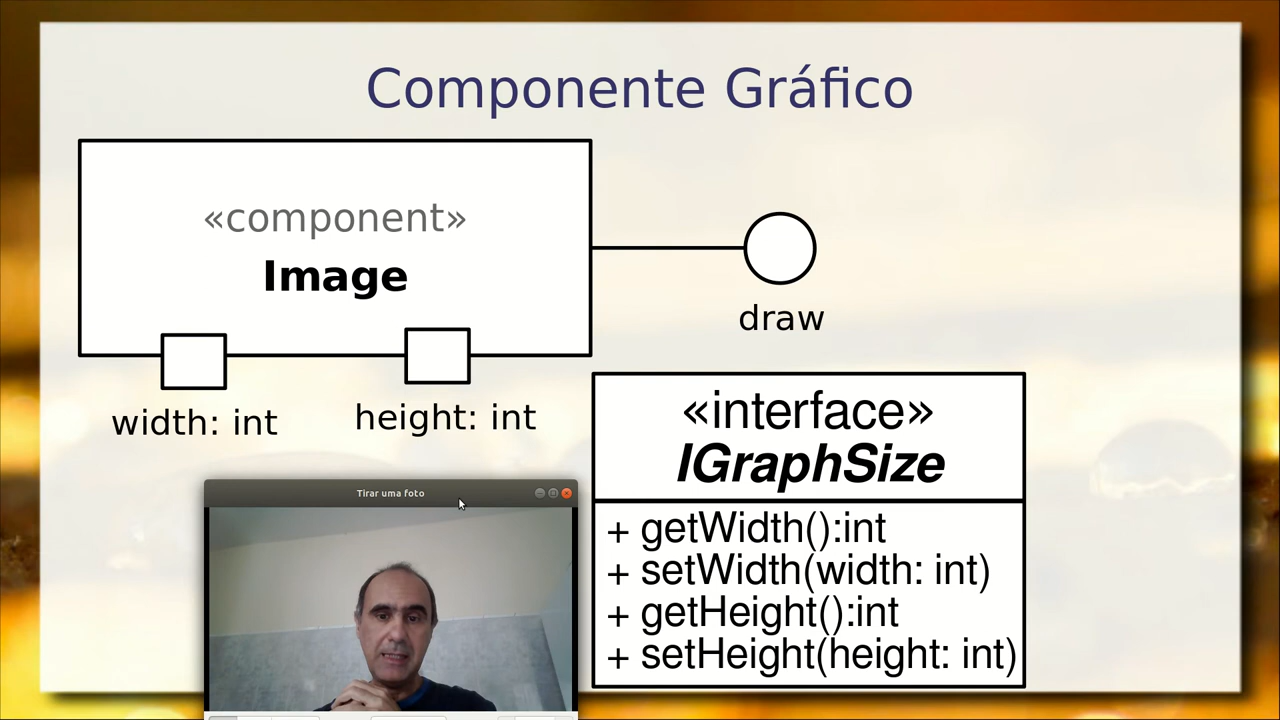 Componente Gráfico
«component»
Image
draw
width: int
height: int
«interface»
IGraphSize
+ getWidth():int
+ setWidth(width: int)
+ getHeight():int
+ setHeight(height: int)
Tirar uma foto